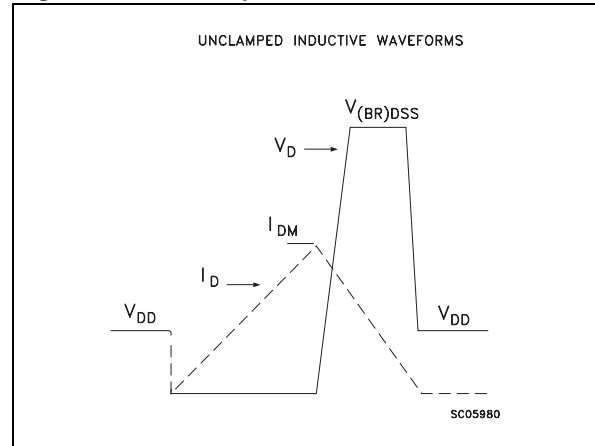 UNCLAMPED INDUCTIVE WAVEFORMS
V(BR)DSS
VD
IDM
ID
VDD
VDD
SC05980